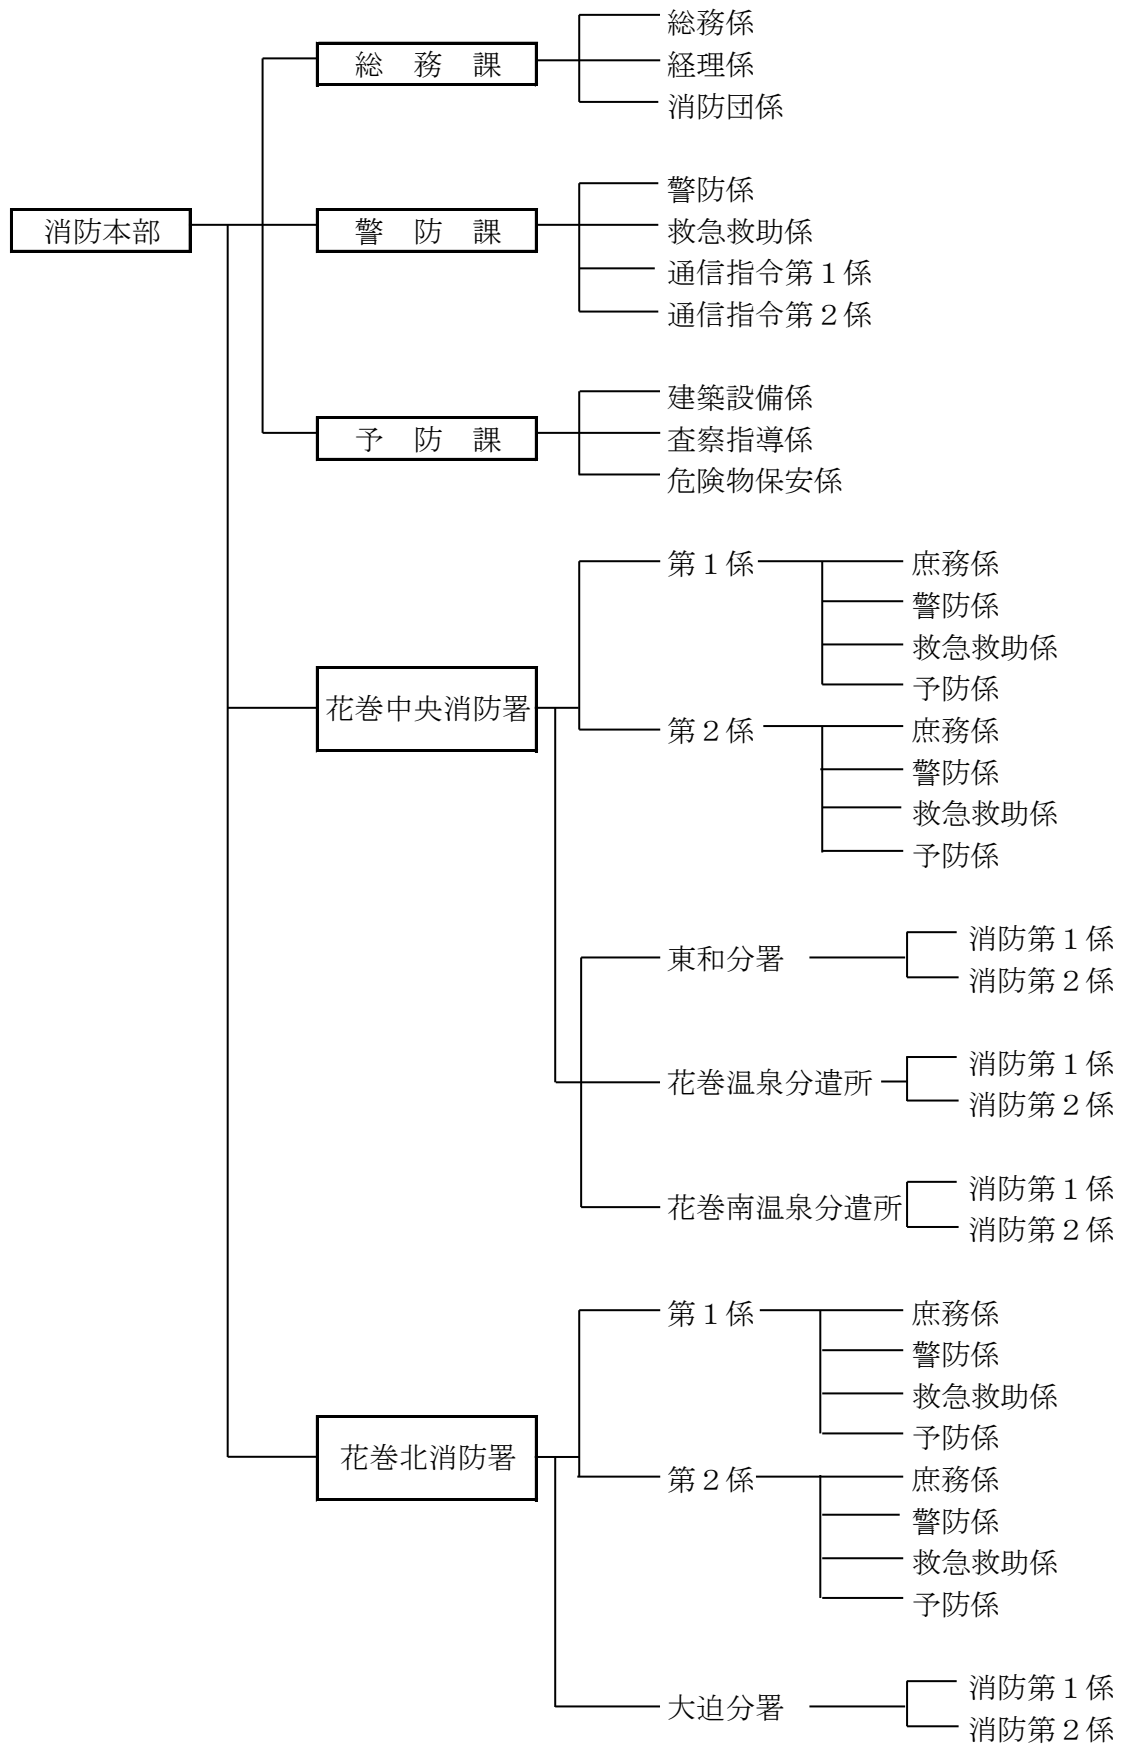 総務係
総　務　課
経理係
消防団係
警防係
消防本部
警　防　課
救急救助係
通信指令第１係
通信指令第２係
建築設備係
予　防　課
査察指導係
危険物保安係
第１係
庶務係
警防係
救急救助係
予防係
花巻中央消防署
第２係
庶務係
警防係
救急救助係
予防係
東和分署
消防第１係
消防第２係
花巻温泉分遣所
消防第１係
消防第２係
花巻南温泉分遣所
消防第１係
消防第２係
第１係
庶務係
警防係
救急救助係
予防係
花巻北消防署
第２係
庶務係
警防係
救急救助係
予防係
大迫分署
消防第１係
消防第２係